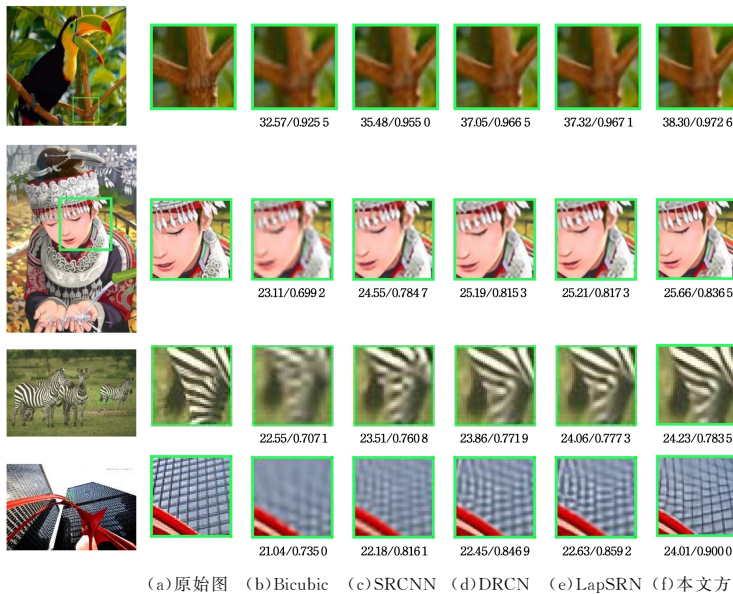 32.57/0.925 5 35.48/0.955 0 37.05/0.966 5 37.32/0.967 1 38.30/0.972 6
23.11/0.699 2 24.55/0.784 7 25.19/0.815 3 25.21/0.817 3 25.66/0.836 5
22.55/0.707 1 23.51/0.760 8 23.86/0.771 9 24.06/0.777 3 24.23/0.783 5
21.04/0.735 0 22.18/0.816 1 22.45/0.846 9 22.63/0.859 2 24.01/0.900 0
(a)原始图 (b)Bicubic (c)SRCNN (d)DRCN (e)LapSRN (f)本文方